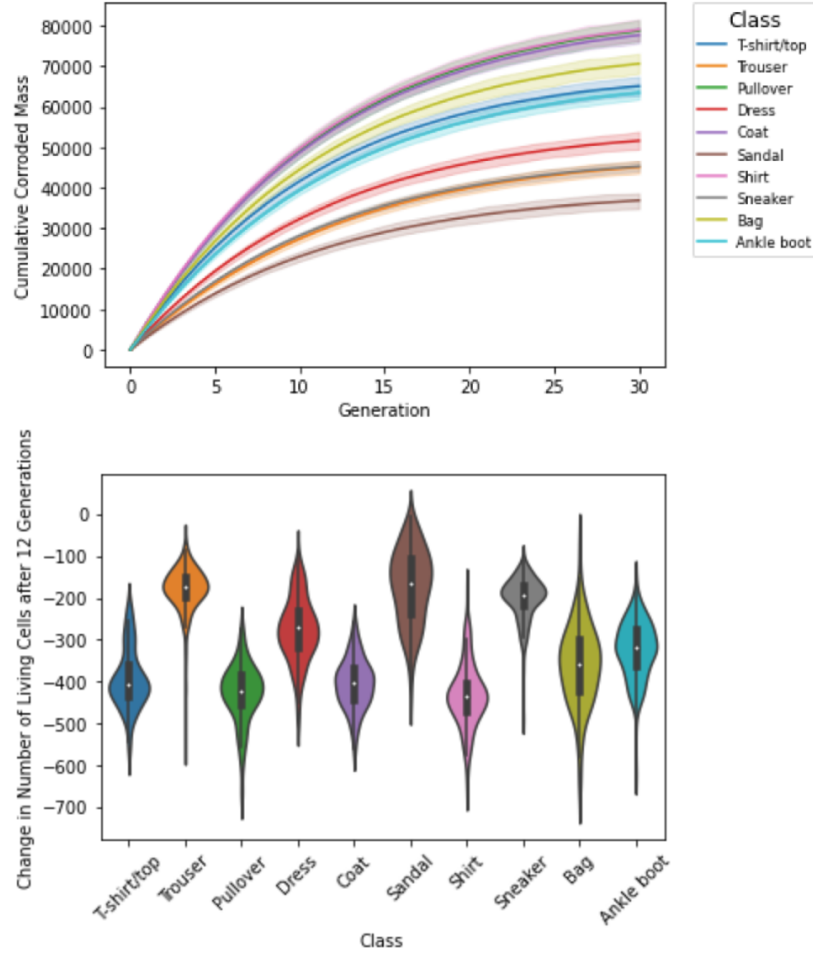 Cumulative Corroded Mass
80000
70000
60000
50000
40000
30000
20000
10000
0
0 5 10 15 20 25 30
Generation
Class
T-shirt/top
Trouser
Pullover
Dress
Coat
Sandal
Shirt
Sneaker
Bag
Ankle boot
Change in Number of Living Cells after 12 Generations
0
−100
−200
−300
−400
−500
−600
−700
T-shirt/top Trouser Pullover Dress Coat Sandal Shirt Sneaker Bag Ankle boot
Class